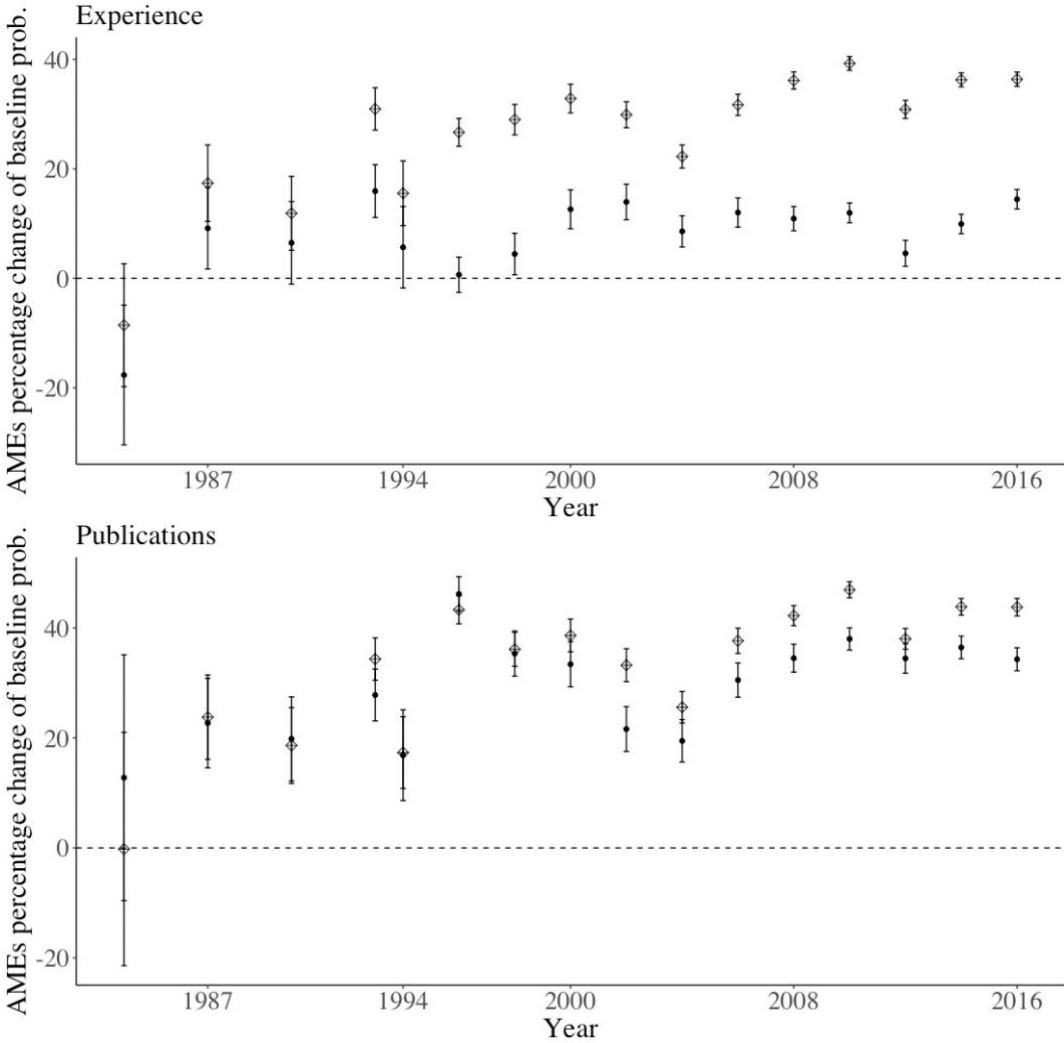 Experience
AMEs percentage change of baseline prob.
40
20
0
-20
1987 1994 2000 2008 2016
Year
Publications
AMEs percentage change of baseline prob.
40
20
0
-20
1987 1994 2000 2008 2016
Year